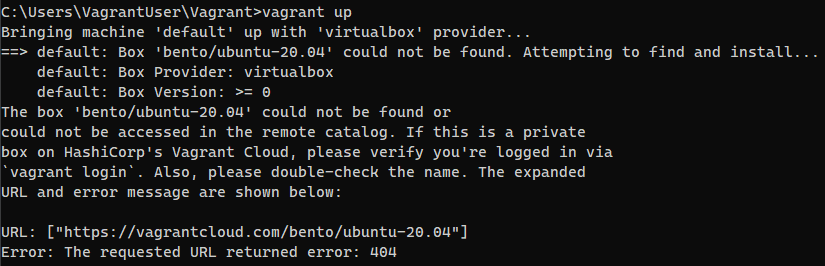 C:\Users\VagrantUser\Vagrant>vagrant up
Bringing machine 'default' up with 'virtualbox' provider...
==> default: Box 'bento/ubuntu-20.04' could not be found. Attempting to find and install...
    default: Box Provider: virtualbox
    default: Box Version: >= 0
The box 'bento/ubuntu-20.04' could not be found or
could not be accessed in the remote catalog. If this is a private
box on HashiCorp's Vagrant Cloud, please verify you're logged in via
`vagrant login`. Also, please double-check the name. The expanded
URL and error message are shown below:

URL: ["https://vagrantcloud.com/bento/ubuntu-20.04"]
Error: The requested URL returned error: 404